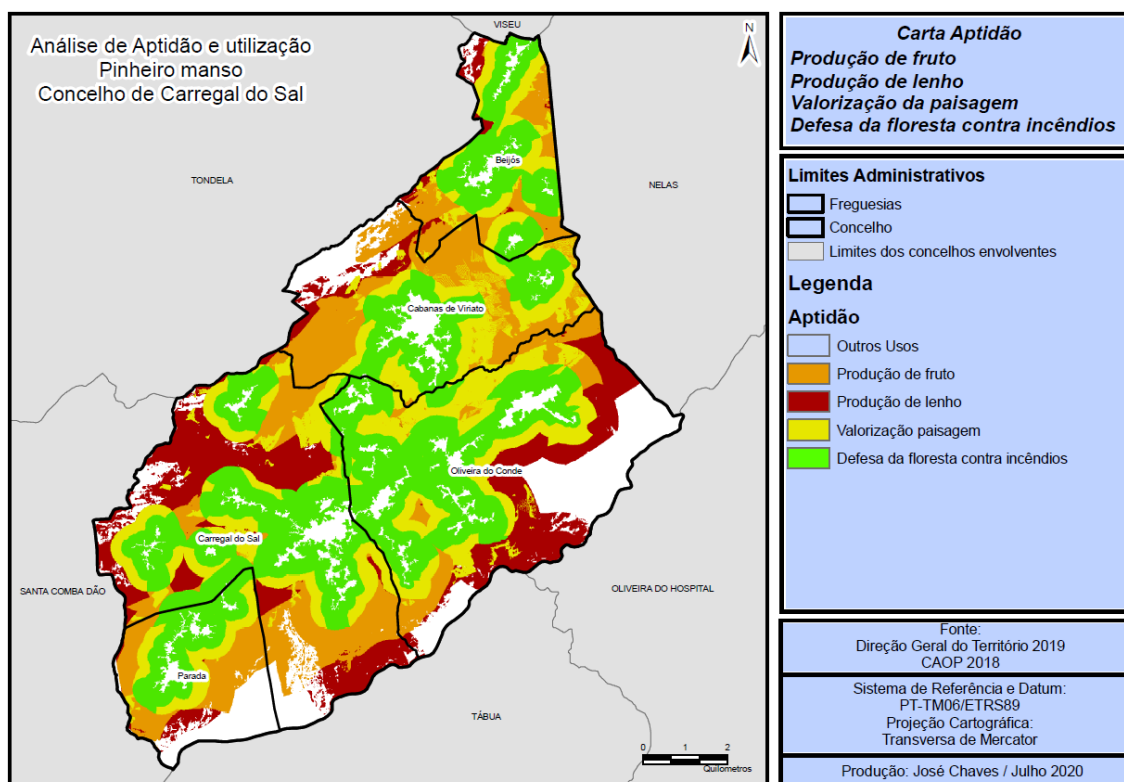 Análise de Aptidão e utilização
Pinheiro manso
Concelho de Carregal do Sal
VISEU
N
TONDELA
NELAS
Beijós
Cabanas de Viriato
Oliveira do Conde
Carregal do Sal
SANTA COMBA DÃO
OLIVEIRA DO HOSPITAL
Parada
TÁBUA
0 1 2
Quilometros
Carta Aptidão
Produção de fruto
Produção de lenho
Valorização da paisagem
Defesa da floresta contra incêndios
Limites Administrativos
Freguesias
Concelho
Limites dos concelhos envolventes
Legenda
Aptidão
Outros Usos
Produção de fruto
Produção de lenho
Valorização paisagem
Defesa da floresta contra incêndios
Fonte:
Direção Geral do Território 2019
CAOP 2018
Sistema de Referência e Datum:
PT-TM06/ETRS89
Projeção Cartográfica:
Transversa de Mercator
Produção: José Chaves / Julho 2020